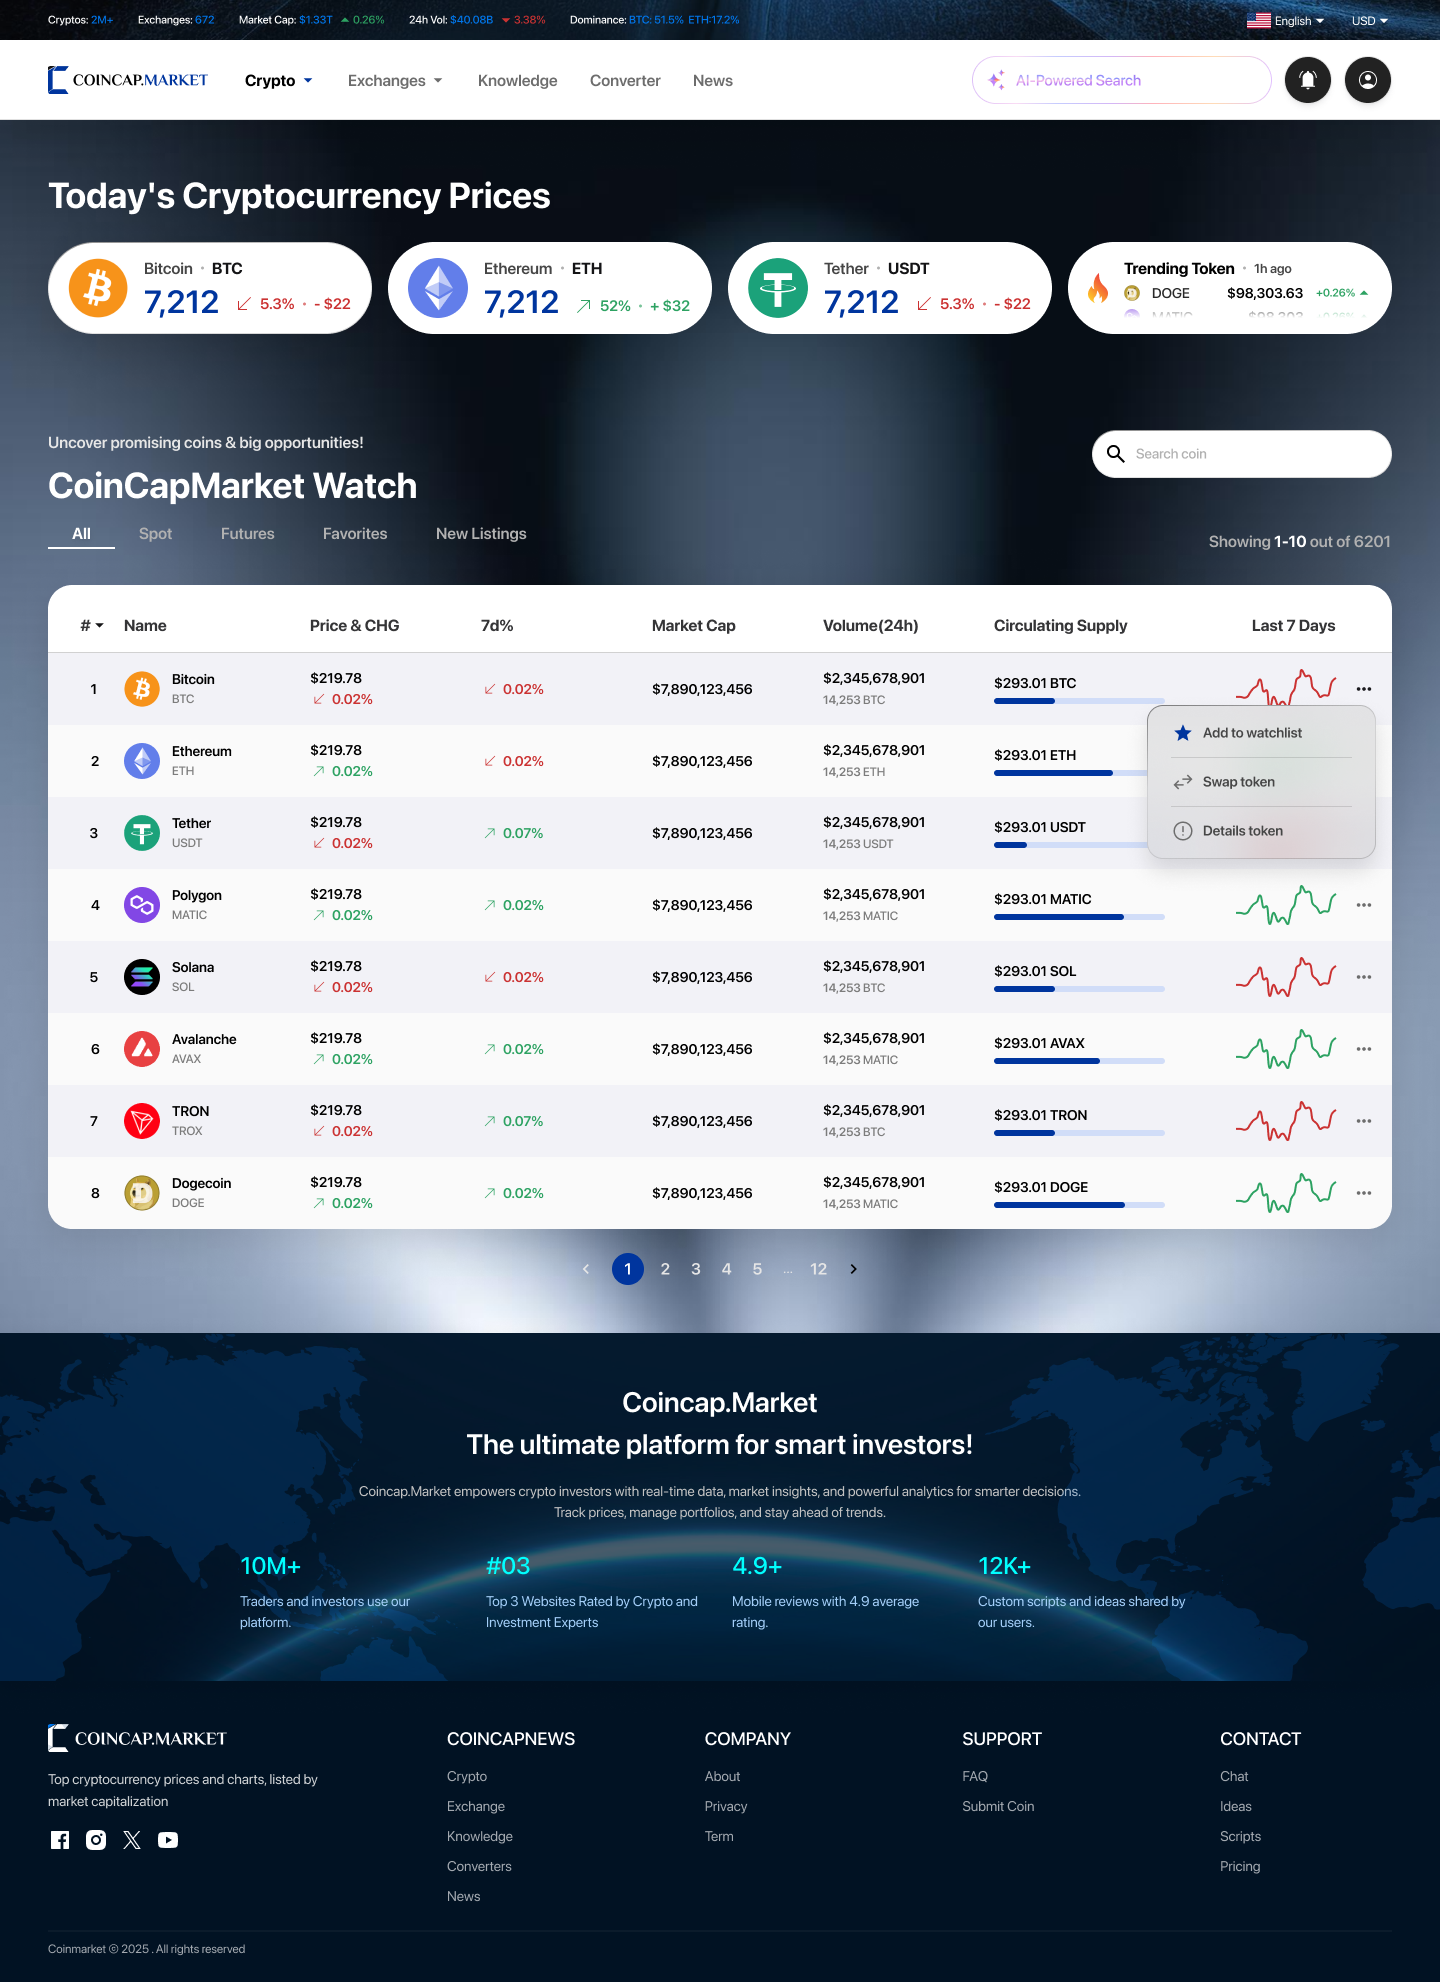 Cryptos: 2M+ Exchanges: 672 Market Cap: $1.33T 0.26% 24h Vol: $40.08B 3.38% Dominance: BTC: 51.5% ETH:17.2% English USD
COINCAP.MARKET Crypto Exchanges Knowledge Converter News AI-Powered Search
Today's Cryptocurrency Prices
Bitcoin • BTC
7,212 5.3% • - $22
Ethereum • ETH
7,212 52% • + $32
Tether • USDT
7,212 5.3% • - $22
Trending Token • 1h ago
DOGE $98,303.63 +0.26%
MATIC $98,303 +0.26%
Uncover promising coins & big opportunities!
Search coin
CoinCapMarket Watch
All Spot Futures Favorites New Listings
Showing 1-10 out of 6201
# Name Price & CHG 7d% Market Cap Volume(24h) Circulating Supply Last 7 Days
1 Bitcoin BTC $219.78 0.02% 0.02% $7,890,123,456 $2,345,678,901 14,253 BTC $293.01 BTC
2 Ethereum ETH $219.78 0.02% 0.02% $7,890,123,456 $2,345,678,901 14,253 ETH $293.01 ETH
Add to watchlist
Swap token
Details token
3 Tether USDT $219.78 0.02% 0.07% $7,890,123,456 $2,345,678,901 14,253 USDT $293.01 USDT
4 Polygon MATIC $219.78 0.02% 0.02% $7,890,123,456 $2,345,678,901 14,253 MATIC $293.01 MATIC
5 Solana SOL $219.78 0.02% 0.02% $7,890,123,456 $2,345,678,901 14,253 BTC $293.01 SOL
6 Avalanche AVAX $219.78 0.02% 0.02% $7,890,123,456 $2,345,678,901 14,253 MATIC $293.01 AVAX
7 TRON TROX $219.78 0.02% 0.07% $7,890,123,456 $2,345,678,901 14,253 BTC $293.01 TRON
8 Dogecoin DOGE $219.78 0.02% 0.02% $7,890,123,456 $2,345,678,901 14,253 MATIC $293.01 DOGE
1 2 3 4 5 ... 12
Coincap.Market
The ultimate platform for smart investors!
Coincap.Market empowers crypto investors with real-time data, market insights, and powerful analytics for smarter decisions.
Track prices, manage portfolios, and stay ahead of trends.
10M+
Traders and investors use our
platform.
#03
Top 3 Websites Rated by Crypto and
Investment Experts
4.9+
Mobile reviews with 4.9 average
rating.
12K+
Custom scripts and ideas shared by
our users.
COINCAP.MARKET
Top cryptocurrency prices and charts, listed by
market capitalization
COINCAPNEWS
Crypto
Exchange
Knowledge
Converters
News
COMPANY
About
Privacy
Term
SUPPORT
FAQ
Submit Coin
CONTACT
Chat
Ideas
Scripts
Pricing
Coinmarket © 2025 . All rights reserved